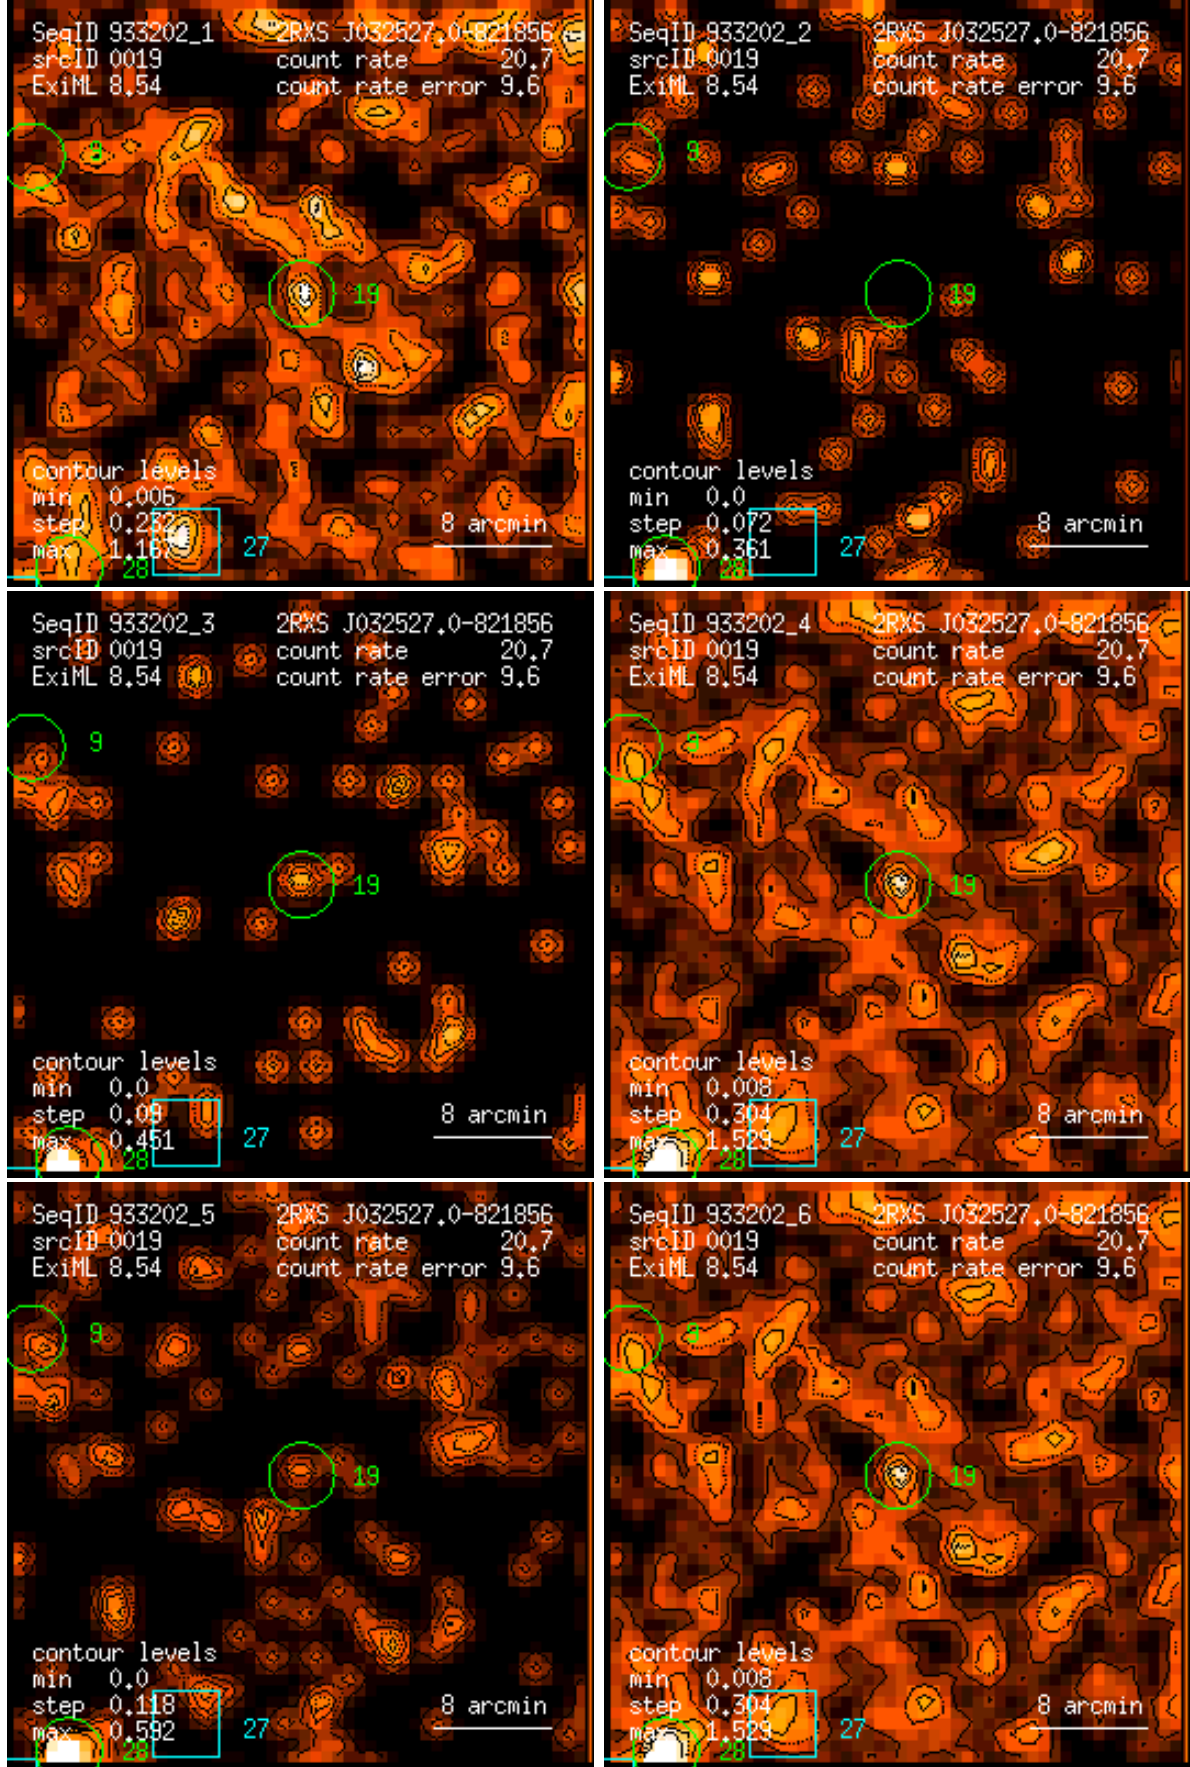 SeqID 933202_1 2RXS J032527.0-821856
srcID 0019 count rate 20.7
ExiML 8.54 count rate error 9.6
9
19
contour levels
min 0.006
step 0.232 8 arcmin
max 1.167 27
28
SeqID 933202_2 2RXS J032527.0-821856
srcID 0019 count rate 20.7
ExiML 8.54 count rate error 9.6
9
19
contour levels
min 0.0
step 0.072 8 arcmin
max 0.361 27
28
SeqID 933202_3 2RXS J032527.0-821856
srcID 0019 count rate 20.7
ExiML 8.54 count rate error 9.6
9
19
contour levels
min 0.0
step 0.09 8 arcmin
max 0.451 27
28
SeqID 933202_4 2RXS J032527.0-821856
srcID 0019 count rate 20.7
ExiML 8.54 count rate error 9.6
9
19
contour levels
min 0.008
step 0.304 8 arcmin
max 1.529 27
28
SeqID 933202_5 2RXS J032527.0-821856
srcID 0019 count rate 20.7
ExiML 8.54 count rate error 9.6
9
19
contour levels
min 0.0
step 0.118 8 arcmin
max 0.592 27
28
SeqID 933202_6 2RXS J032527.0-821856
srcID 0019 count rate 20.7
ExiML 8.54 count rate error 9.6
9
19
contour levels
min 0.008
step 0.304 8 arcmin
max 1.529 27
28